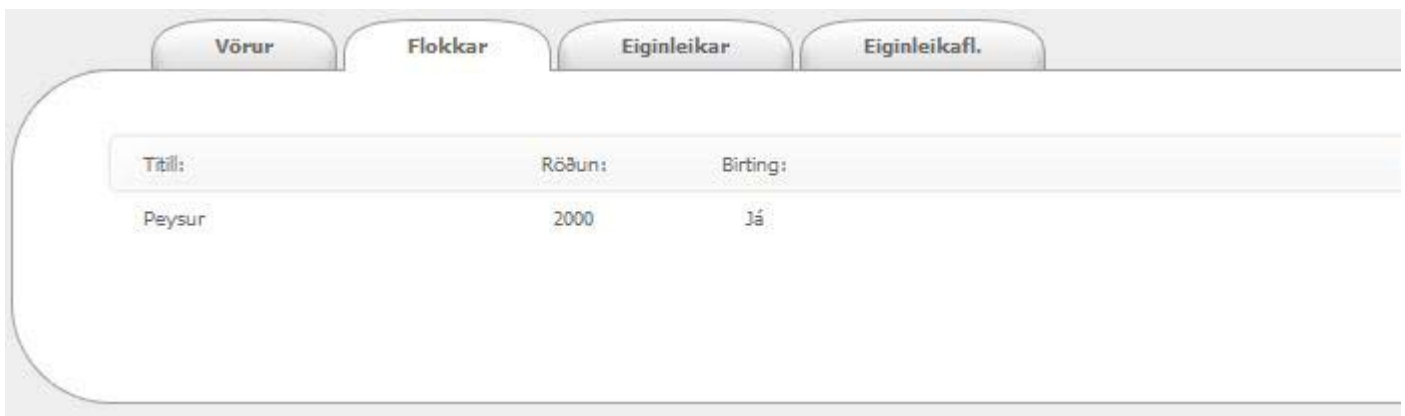 Vörur Flokkar Eiginleikar Eiginleikafl.
Titill: Röðun: Birting:
Peysur 2000 Já